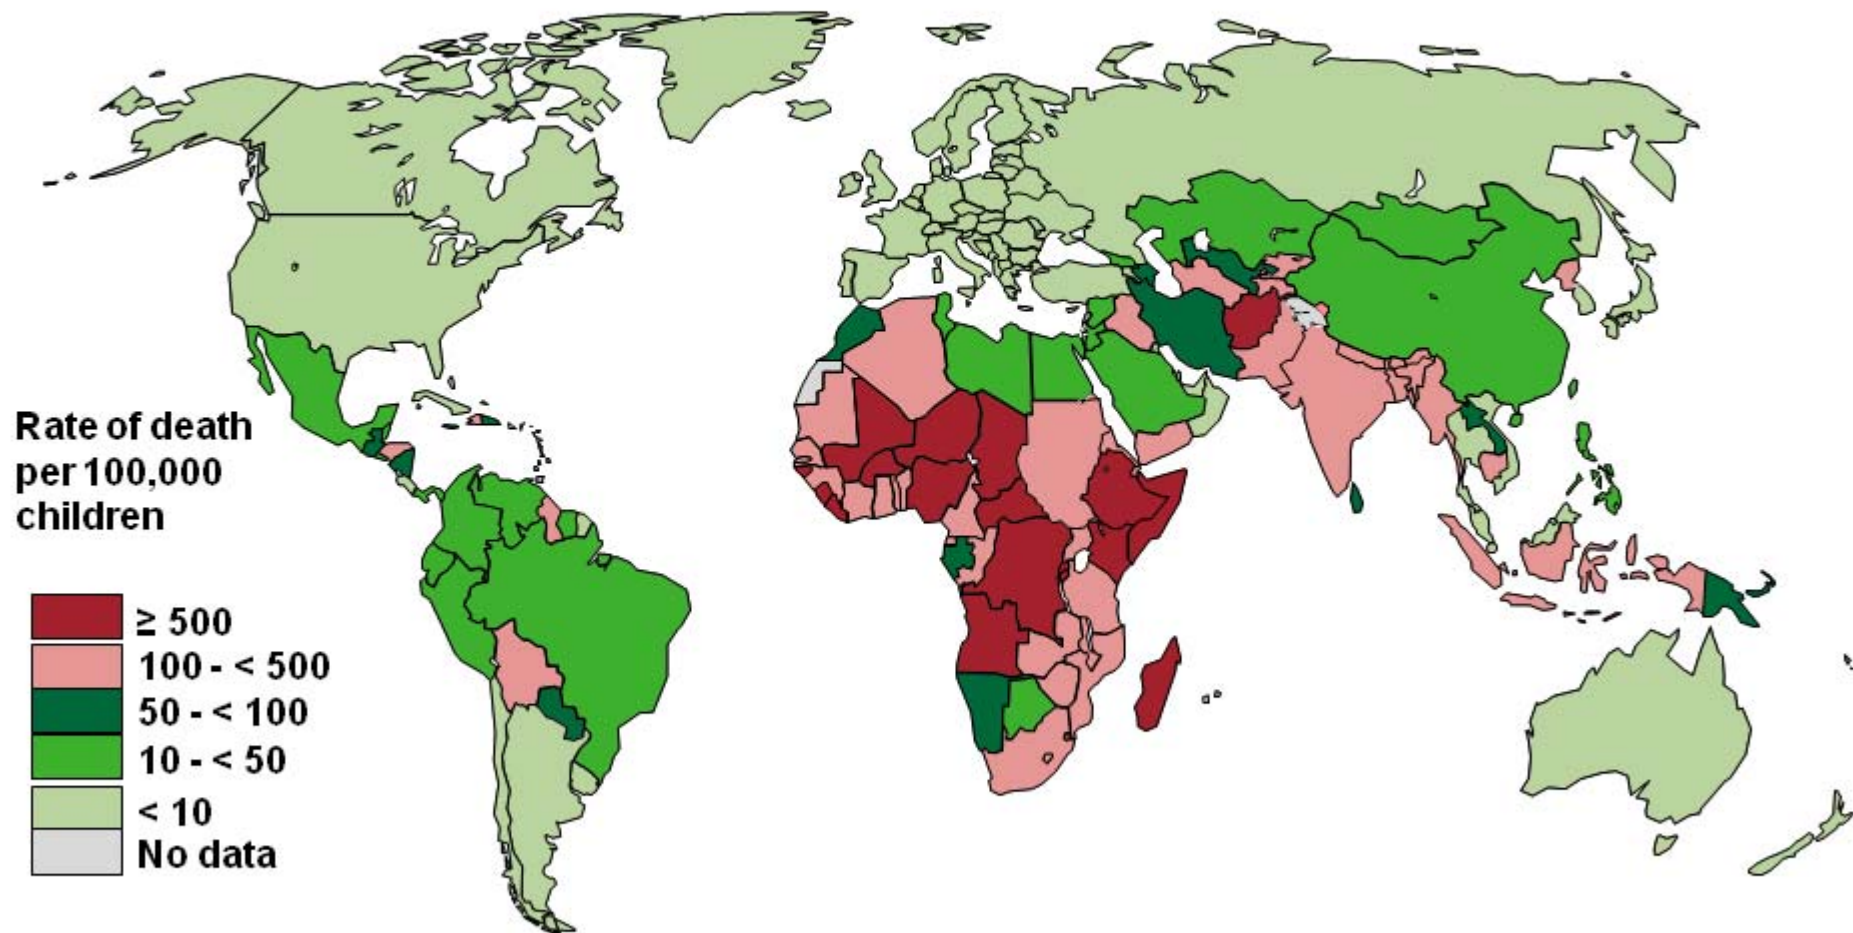 Rate of death
per 100,000
children
≥ 500
100 - < 500
50 - < 100
10 - < 50
< 10
No data